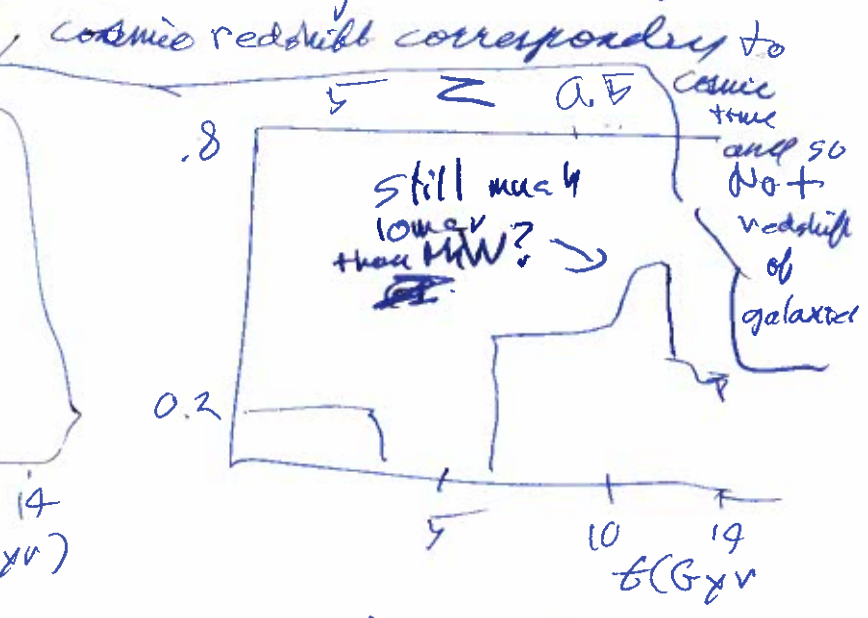 cosmic redshift corresponding to
5 Z 0.5
cosmic
time
and so
Not
redshift
of
galaxies
.8
still much
lower
than MW?
0.2
5 10 14
t(Gyr
14
yr)